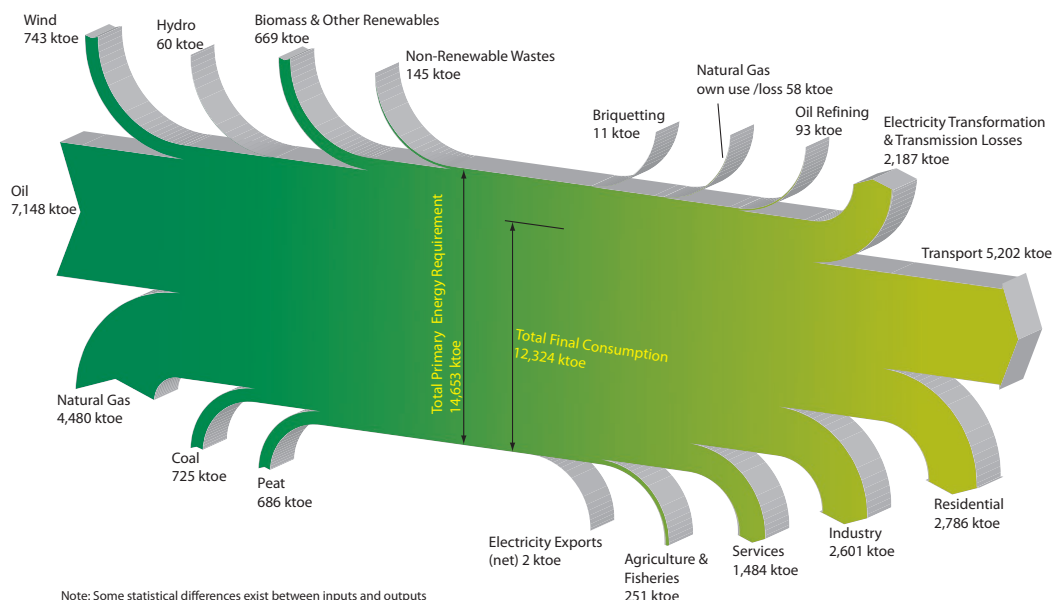 Wind
743 ktoe
Hydro
60 ktoe
Biomass & Other Renewables
669 ktoe
Non-Renewable Wastes
145 ktoe
Natural Gas
own use /loss 58 ktoe
Briquetting
11 ktoe
Oil Refining
93 ktoe
Electricity Transformation
& Transmission Losses
2,187 ktoe
Oil
7,148 ktoe
Transport 5,202 ktoe
Total Primary Energy Requirement
14,653 ktoe
Total Final Consumption
12,324 ktoe
Natural Gas
4,480 ktoe
Coal
725 ktoe
Peat
686 ktoe
Electricity Exports
(net) 2 ktoe
Agriculture &
Fisheries
251 ktoe
Services
1,484 ktoe
Industry
2,601 ktoe
Residential
2,786 ktoe
Note: Some statistical differences exist between inputs and outputs